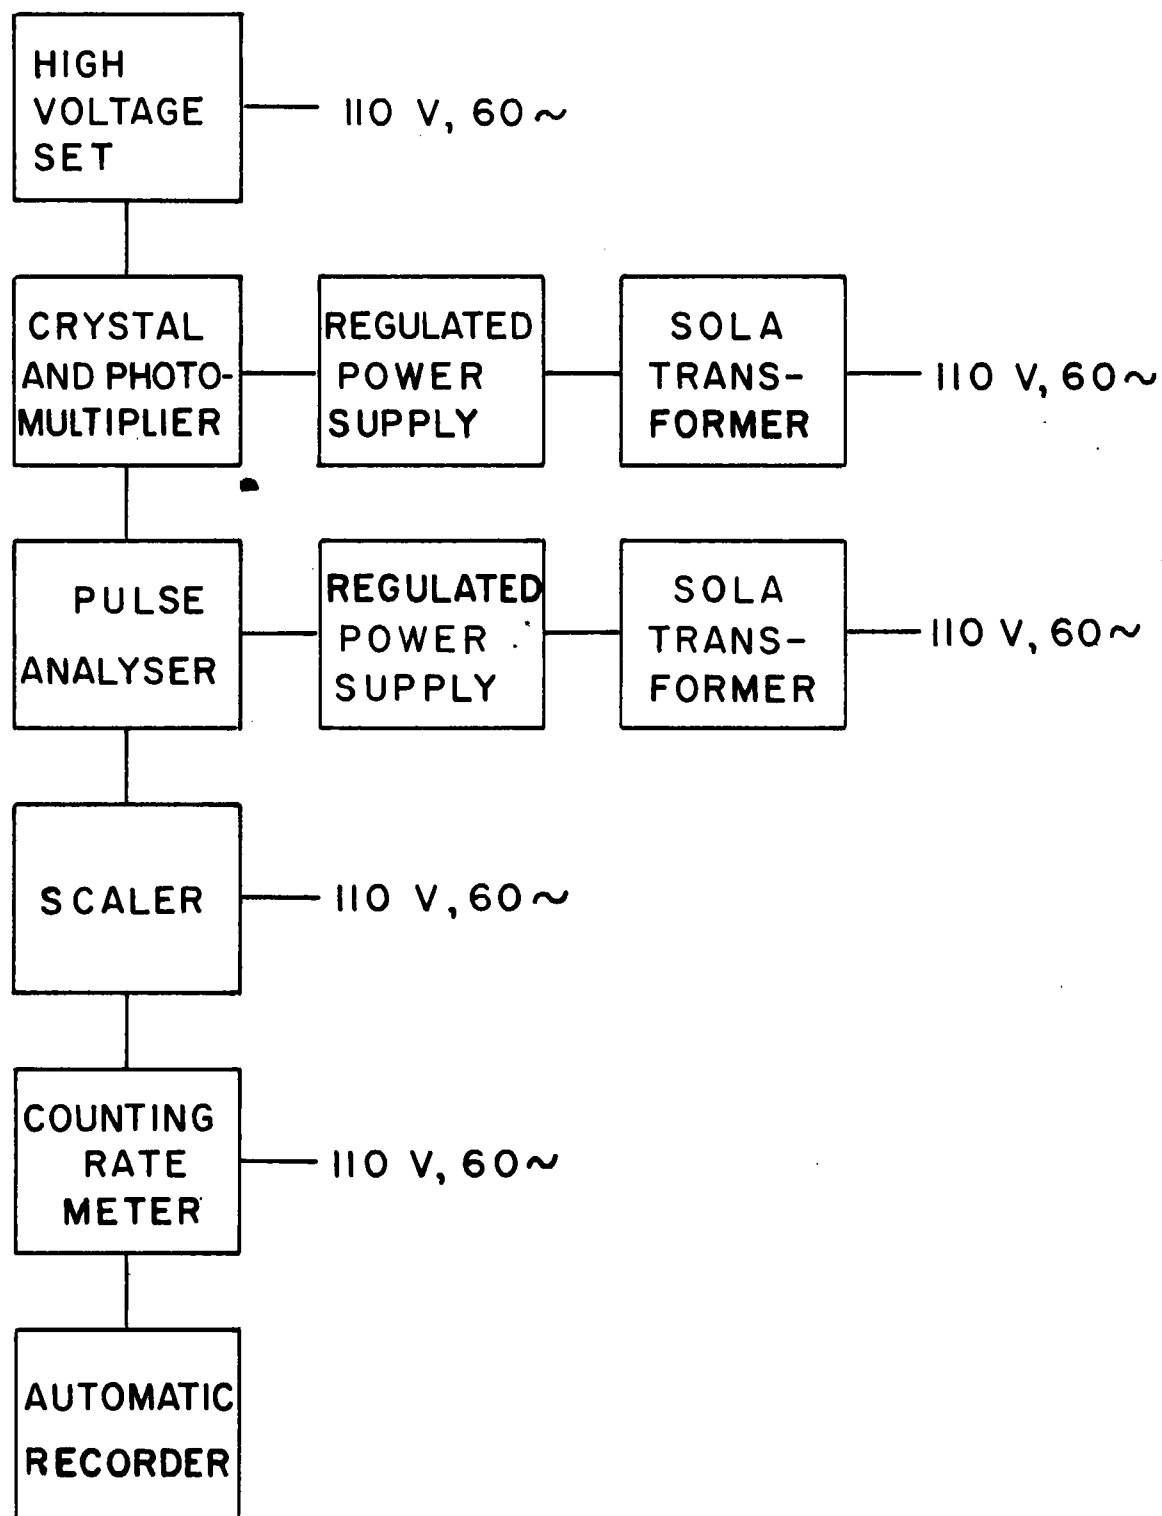 HIGH
VOLTAGE
SET
110 V, 60~
CRYSTAL
AND PHOTO-
MULTIPLIER
REGULATED
POWER
SUPPLY
SOLA
TRANS-
FORMER
110 V, 60~
PULSE
ANALYSER
REGULATED
POWER
SUPPLY
SOLA
TRANS-
FORMER
110 V, 60~
SCALER
110 V, 60~
COUNTING
RATE
METER
110 V, 60~
AUTOMATIC
RECORDER